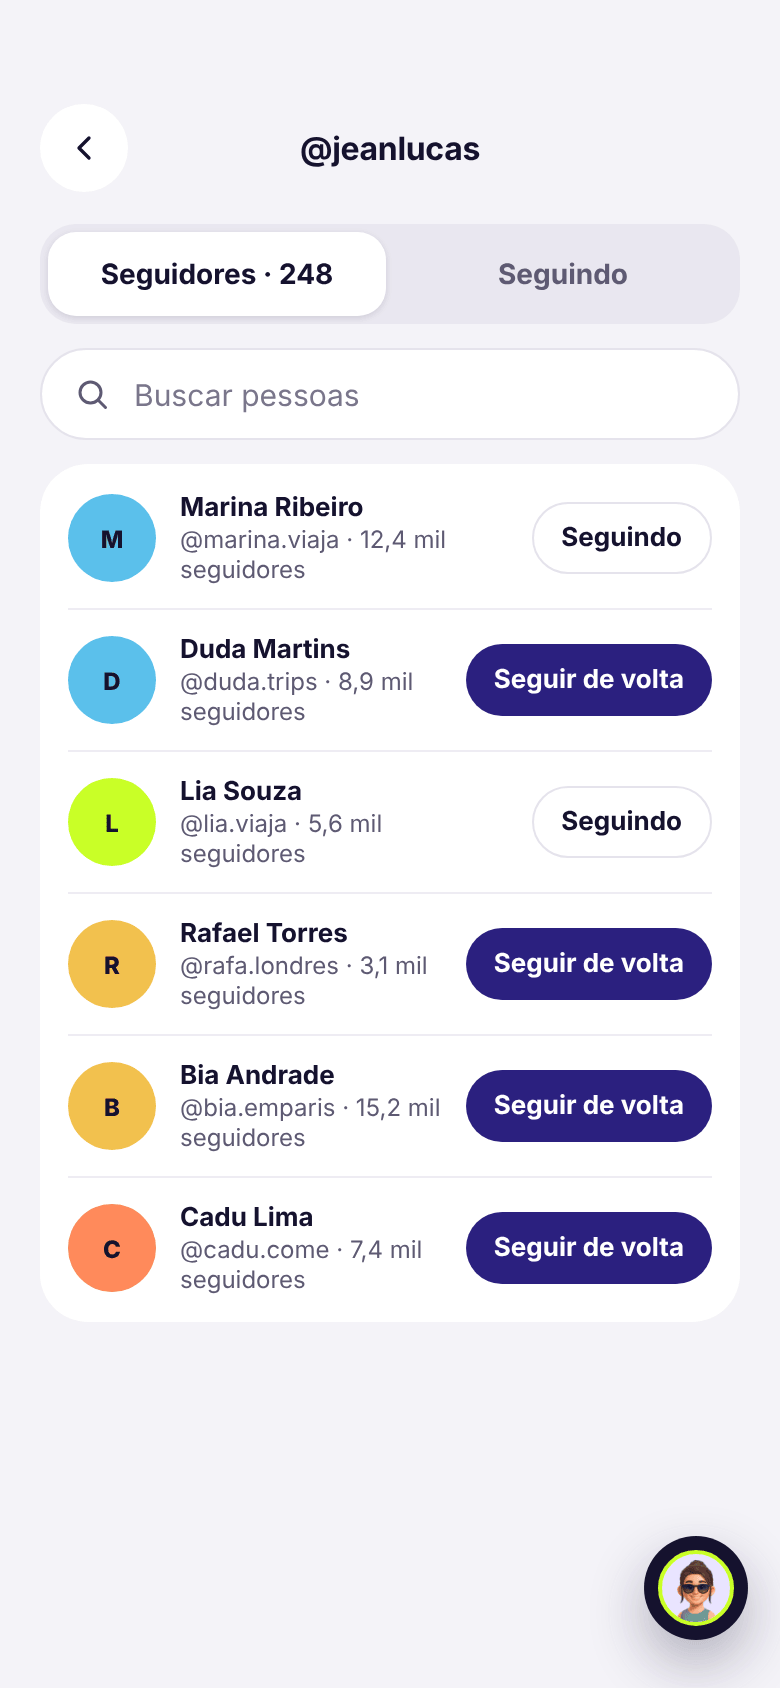 @jeanlucas
Seguidores · 248
Seguindo
Buscar pessoas
M
Marina Ribeiro
@marina.viaja · 12,4 mil
seguidores
Seguindo
D
Duda Martins
@duda.trips · 8,9 mil
seguidores
Seguir de volta
L
Lia Souza
@lia.viaja · 5,6 mil
seguidores
Seguindo
R
Rafael Torres
@rafa.londres · 3,1 mil
seguidores
Seguir de volta
B
Bia Andrade
@bia.emparis · 15,2 mil
seguidores
Seguir de volta
C
Cadu Lima
@cadu.come · 7,4 mil
seguidores
Seguir de volta